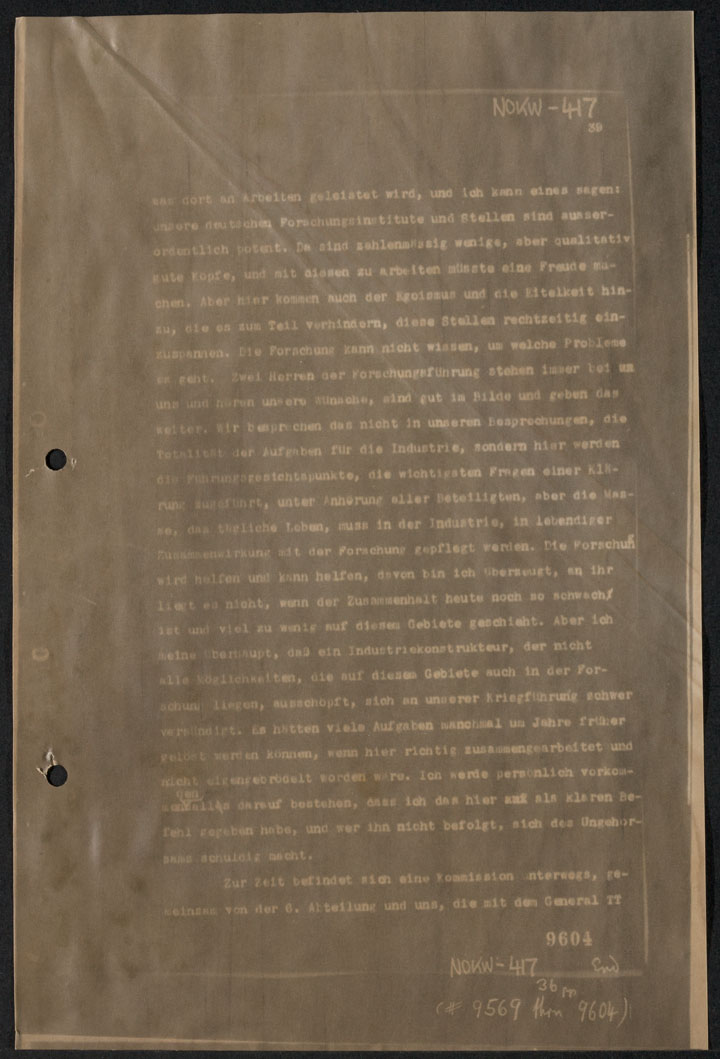 NOKW-417
39
was dort an Arbeiten geleistet wird, und ich kann eines sagen:
unsere deutschen Forschungsinstitute und Stellen sind ausser-
ordentlich potent. Da sind zahlenmässig wenige, aber qualitativ
gute Köpfe, und mit diesen zu arbeiten müsste eine Freude ma-
chen. Aber hier kommen auch der Egoismus und die Eitelkeit hin-
zu, die es zum Teil verhindern, diese Stellen rechtzeitig ein-
zuspannen. Die Forschung kann nicht wissen, um welche Probleme
es geht. Zwei Herren der Forschungsführung stehen immer bei um
uns und hören unsere Wünsche, sind gut im Bilde und geben das
weiter. Wir besprechen das nicht in unseren Besprechungen, die
Totalität der Aufgaben für die Industrie, sondern hier werden
die Führungsgesichtspunkte, die wichtigsten Fragen einer Klä-
rung zugeführt, unter Anhörung aller Beteiligten, aber die Mas-
se, das tägliche Leben, muss in der Industrie, in lebendiger
Zusammenwirkung mit der Forschung gepflegt werden. Die Forschun
wird helfen und kann helfen, davon bin ich überzeugt, an ihr
liegt es nicht, wenn der Zusammenhalt heute noch so schwach
ist und viel zu wenig auf diesem Gebiete geschieht. Aber ich
meine überhaupt, daß ein Industriekonstrukteur, der nicht
alle Möglichkeiten, die auf diesem Gebiete auch in der For-
schung liegen, ausschöpft, sich an unserer Kriegführung schwer
versündigt. Es hätten viele Aufgaben manchmal um Jahre früher
gelöst werden können, wenn hier richtig zusammengearbeitet und
nicht eigengebrödelt worden wäre. Ich werde persönlich vorkom-
gen
darauf bestehen, dass ich das hier als klaren Be-
fehl gegeben habe, und wer ihn nicht befolgt, sich des Ungehor-
sams schuldig macht.
Zur Zeit befindet sich eine Kommission unterwegs, ge-
meinsam von der 6. Abteilung und uns, die mit dem General TT
9604
NOKW-417 End
36 pp
(# 9569 thru 9604)